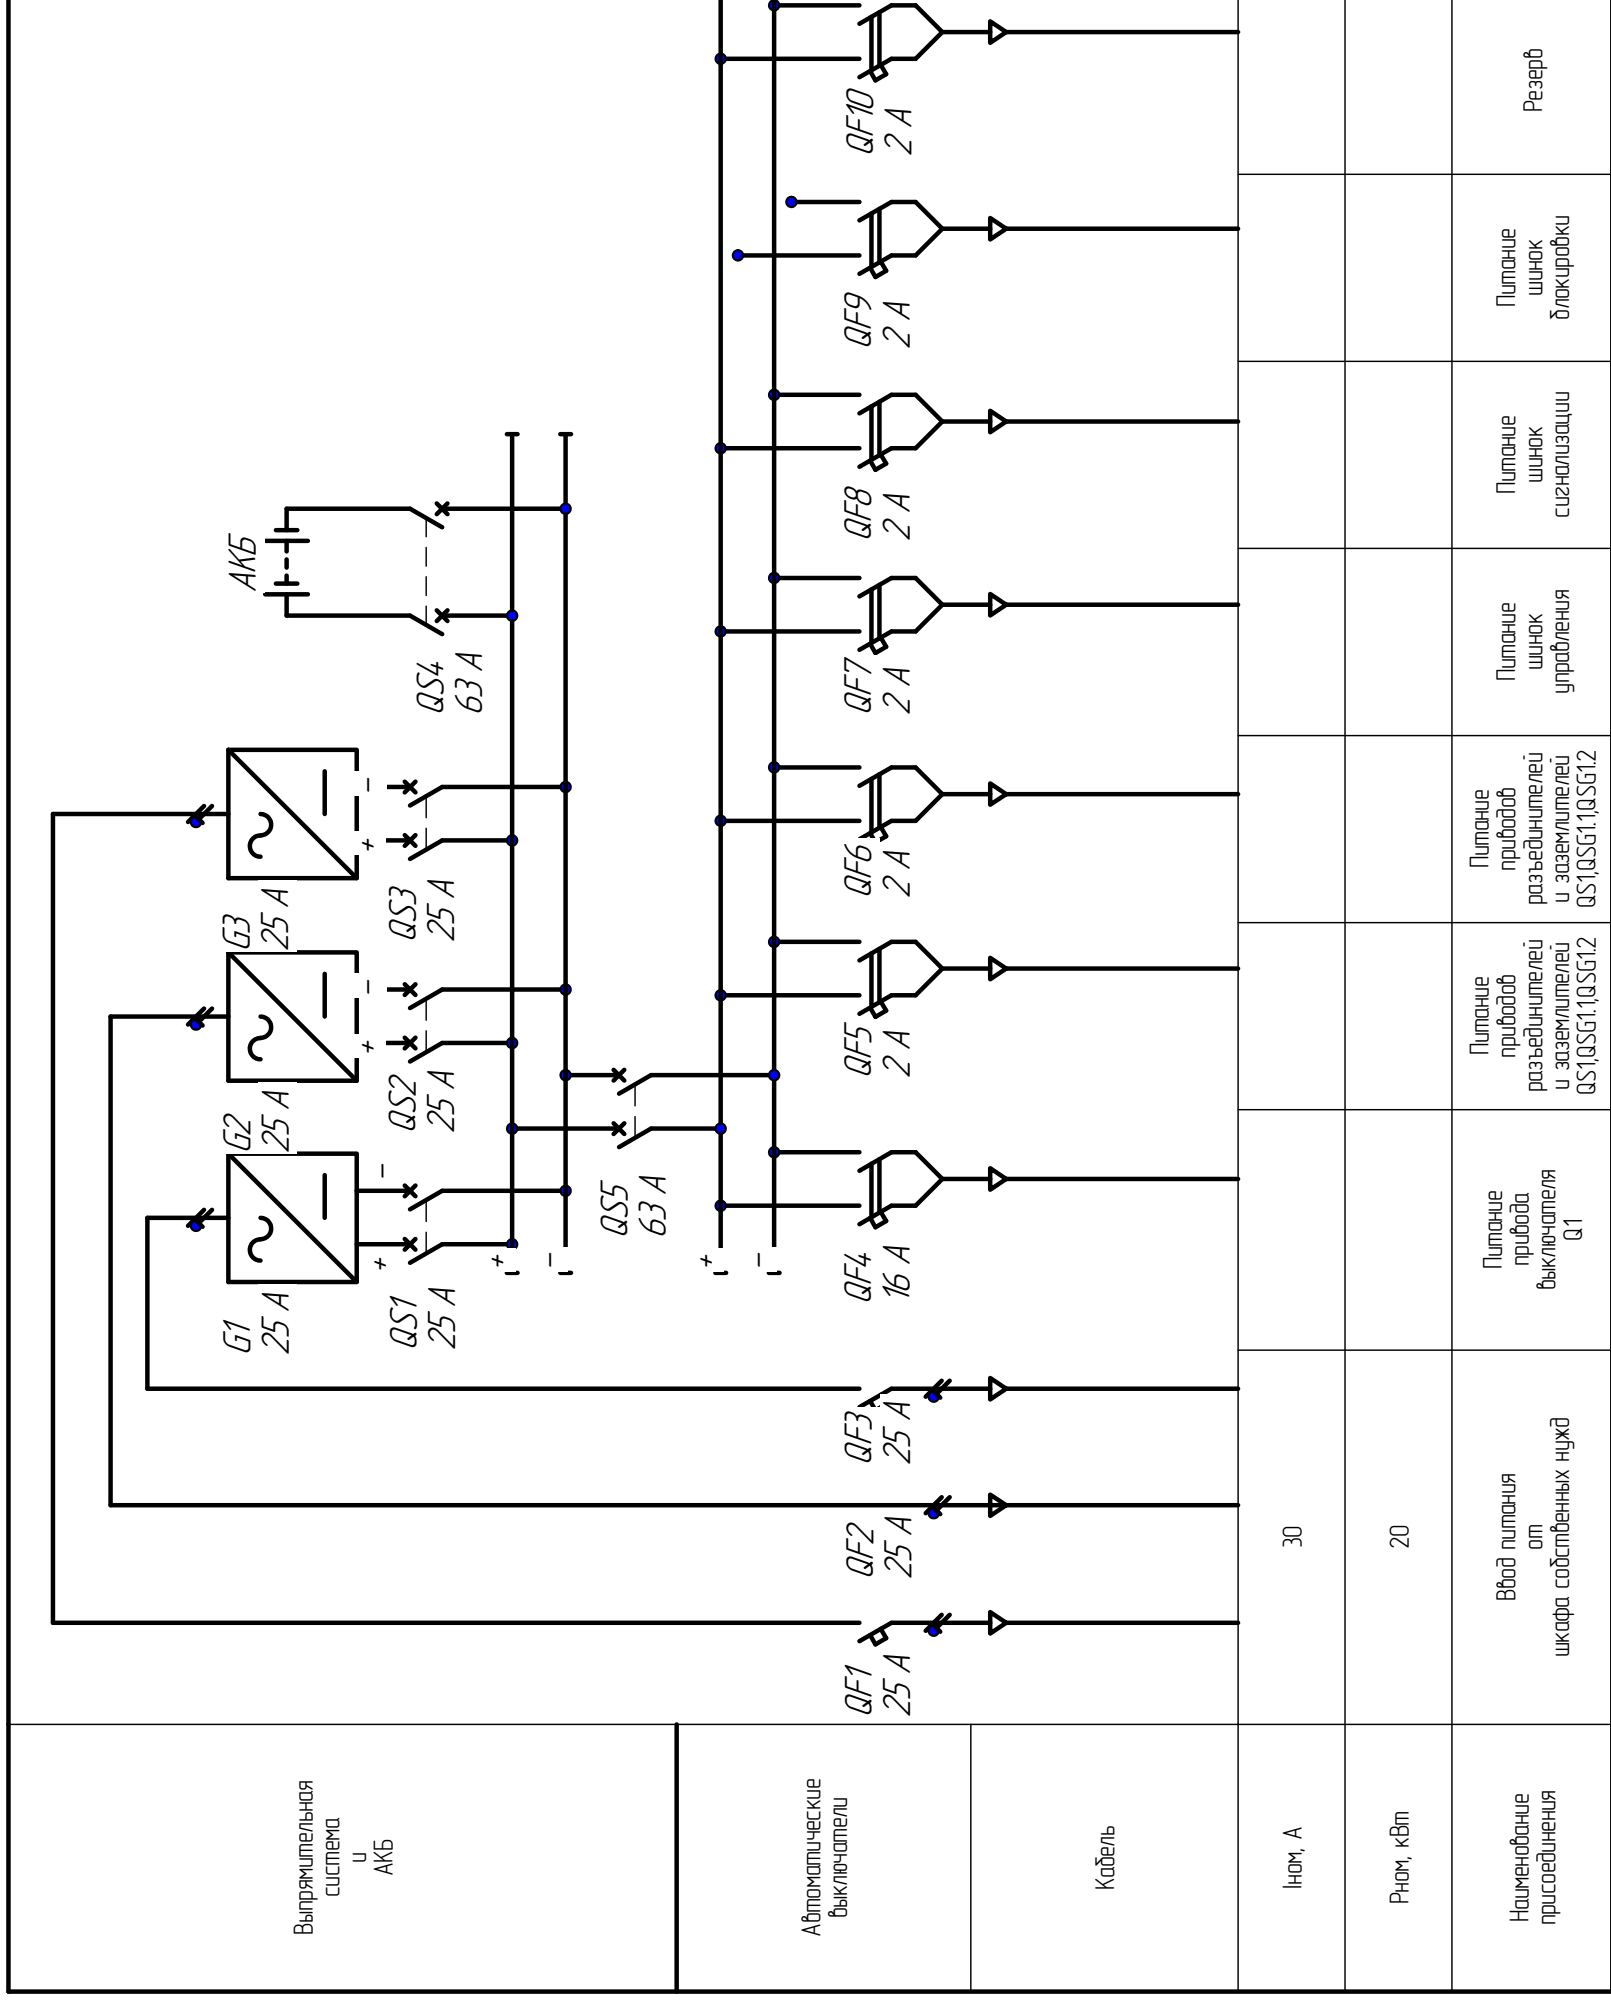 Выпрямительная
система
и
АКБ
Автоматические
выключатели
Кабель
Iном, А
Рном, кВт
Наименование
присоединения
G1
25 А
G2
25 А
G3
25 А
АКБ
+
−
+
−
+
−
QS1
25 А
QS2
25 А
QS3
25 А
QS4
63 А
+
−
QS5
63 А
+
−
QF1
25 А
QF2
25 А
QF3
25 А
QF4
16 А
QF5
2 А
QF6
2 А
QF7
2 А
QF8
2 А
QF9
2 А
QF10
2 А
30
20
Ввод питания
от
шкафа собственных нужд
Питание
привода
выключателя
Q1
Питание
приводов
разъединителей
и заземлителей
QS1,QSG1.1,QSG1.2
Питание
приводов
разъединителей
и заземлителей
QS1,QSG1.1,QSG1.2
Питание
шинок
управления
Питание
шинок
сигнализации
Питание
шинок
блокировки
Резерв